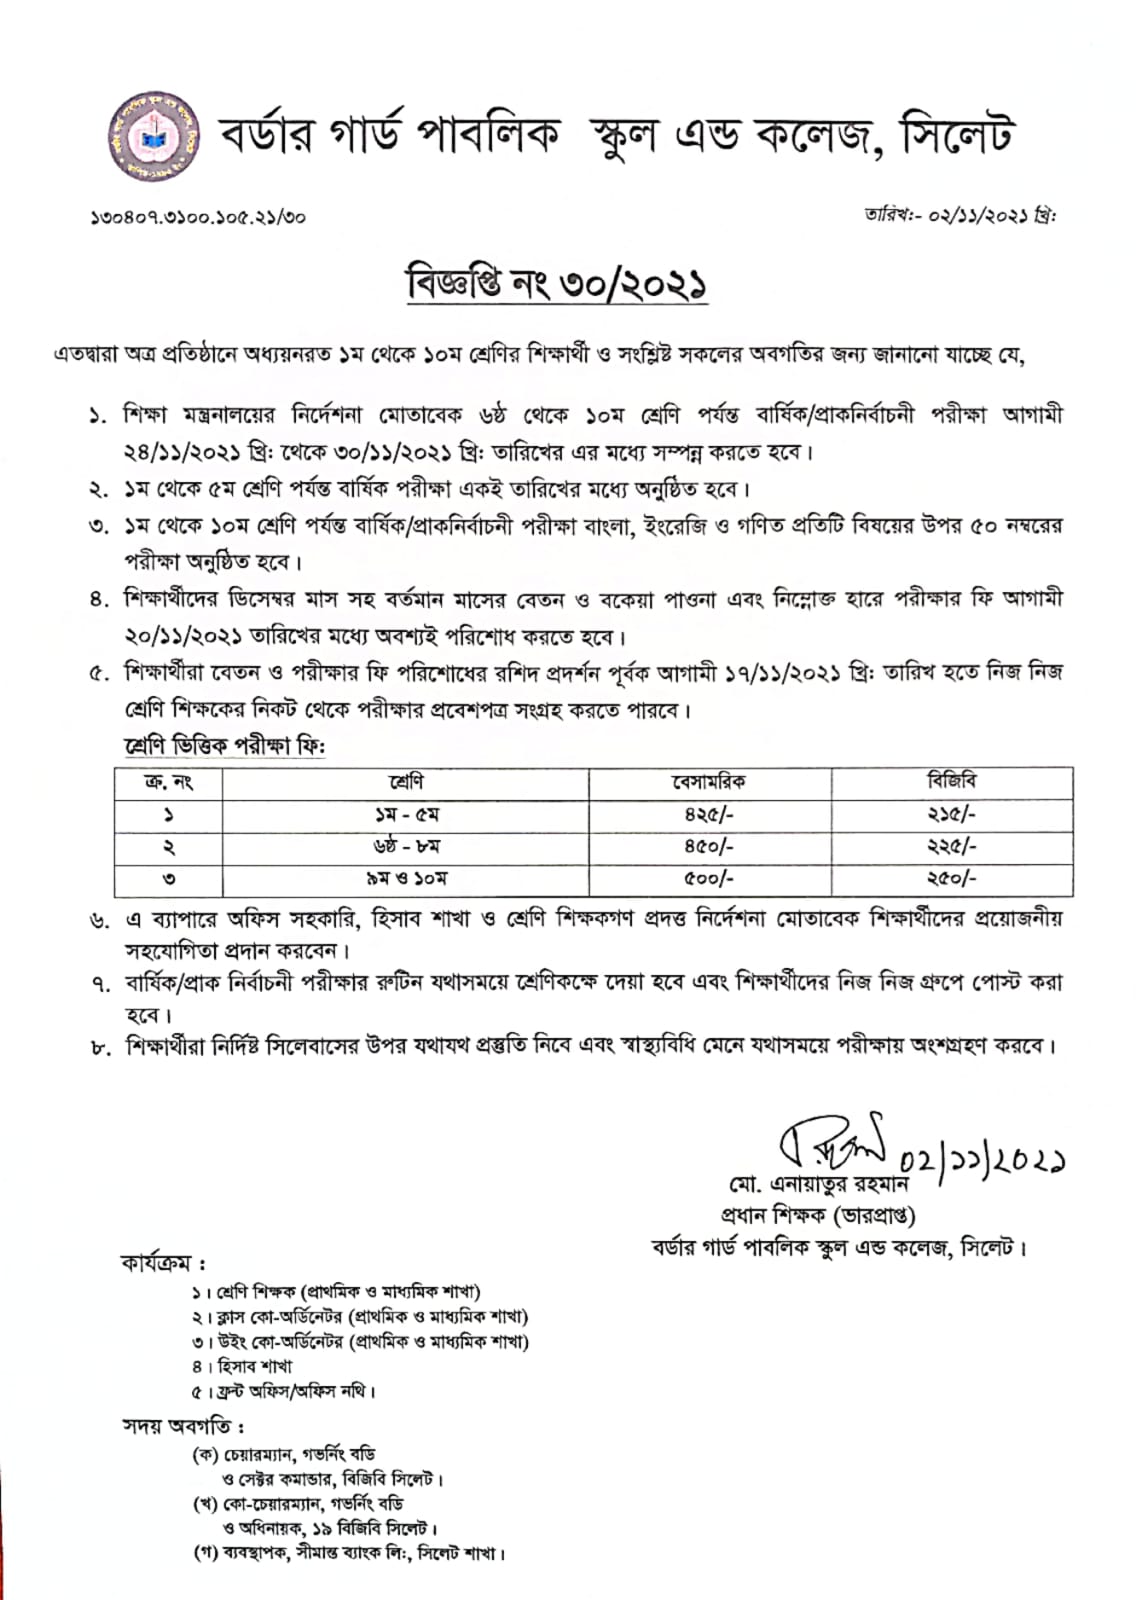 বর্ডার গার্ড পাবলিক স্কুল এন্ড কলেজ, সিলেট
১৩০৪০৭.৩১০০.১০৫.২১/৩০
তারিখ:- ০২/১১/২০২১ খ্রি:
বিজ্ঞপ্তি নং ৩০/২০২১
এতদ্বারা অত্র প্রতিষ্ঠানে অধ্যয়নরত ১ম থেকে ১০ম শ্রেণির শিক্ষার্থী ও সংশ্লিষ্ট সকলের অবগতির জন্য জানানো যাচ্ছে যে,
১. শিক্ষা মন্ত্রনালয়ের নির্দেশনা মোতাবেক ৬ষ্ঠ থেকে ১০ম শ্রেণি পর্যন্ত বার্ষিক/প্রাকনির্বাচনী পরীক্ষা আগামী
২৪/১১/২০২১ খ্রি: থেকে ৩০/১১/২০২১ খ্রি: তারিখের এর মধ্যে সম্পন্ন করতে হবে।
২. ১ম থেকে ৫ম শ্রেণি পর্যন্ত বার্ষিক পরীক্ষা একই তারিখের মধ্যে অনুষ্ঠিত হবে।
৩. ১ম থেকে ১০ম শ্রেণি পর্যন্ত বার্ষিক/প্রাকনির্বাচনী পরীক্ষা বাংলা, ইংরেজি ও গণিত প্রতিটি বিষয়ের উপর ৫০ নম্বরের
পরীক্ষা অনুষ্ঠিত হবে।
৪. শিক্ষার্থীদের ডিসেম্বর মাস সহ বর্তমান মাসের বেতন ও বকেয়া পাওনা এবং নিম্নোক্ত হারে পরীক্ষার ফি আগামী
২০/১১/২০২১ তারিখের মধ্যে অবশ্যই পরিশোধ করতে হবে।
৫. শিক্ষার্থীরা বেতন ও পরীক্ষার ফি পরিশোধের রশিদ প্রদর্শন পূর্বক আগামী ১৭/১১/২০২১ খ্রি: তারিখ হতে নিজ নিজ
শ্রেণি শিক্ষকের নিকট থেকে পরীক্ষার প্রবেশপত্র সংগ্রহ করতে পারবে।
শ্রেণি ভিত্তিক পরীক্ষা ফি:
ক্র. নং শ্রেণি বেসামরিক বিজিবি
১ ১ম - ৫ম ৪২৫/- ২১৫/-
২ ৬ষ্ঠ - ৮ম ৪৫০/- ২২৫/-
৩ ৯ম ও ১০ম ৫০০/- ২৫০/-
৬. এ ব্যাপারে অফিস সহকারি, হিসাব শাখা ও শ্রেণি শিক্ষকগণ প্রদত্ত নির্দেশনা মোতাবেক শিক্ষার্থীদের প্রয়োজনীয়
সহযোগিতা প্রদান করবেন।
৭. বার্ষিক/প্রাক নির্বাচনী পরীক্ষার রুটিন যথাসময়ে শ্রেণিকক্ষে দেয়া হবে এবং শিক্ষার্থীদের নিজ নিজ গ্রুপে পোস্ট করা
হবে।
৮. শিক্ষার্থীরা নির্দিষ্ট সিলেবাসের উপর যথাযথ প্রস্তুতি নিবে এবং স্বাস্থ্যবিধি মেনে যথাসময়ে পরীক্ষায় অংশগ্রহণ করবে।
০২/১১/২০২১
মো. এনায়াতুর রহমান
প্রধান শিক্ষক (ভারপ্রাপ্ত)
বর্ডার গার্ড পাবলিক স্কুল এন্ড কলেজ, সিলেট।
কার্যক্রম :
১। শ্রেণি শিক্ষক (প্রাথমিক ও মাধ্যমিক শাখা)
২। ক্লাস কো-অর্ডিনেটর (প্রাথমিক ও মাধ্যমিক শাখা)
৩। উইং কো-অর্ডিনেটর (প্রাথমিক ও মাধ্যমিক শাখা)
৪। হিসাব শাখা
৫। ফ্রন্ট অফিস/অফিস নথি।
সদয় অবগতি :
(ক) চেয়ারম্যান, গভর্নিং বডি
ও সেক্টর কমান্ডার, বিজিবি সিলেট।
(খ) কো-চেয়ারম্যান, গভর্নিং বডি
ও অধিনায়ক, ১৯ বিজিবি সিলেট।
(গ) ব্যবস্থাপক, সীমান্ত ব্যাংক লি:, সিলেট শাখা।